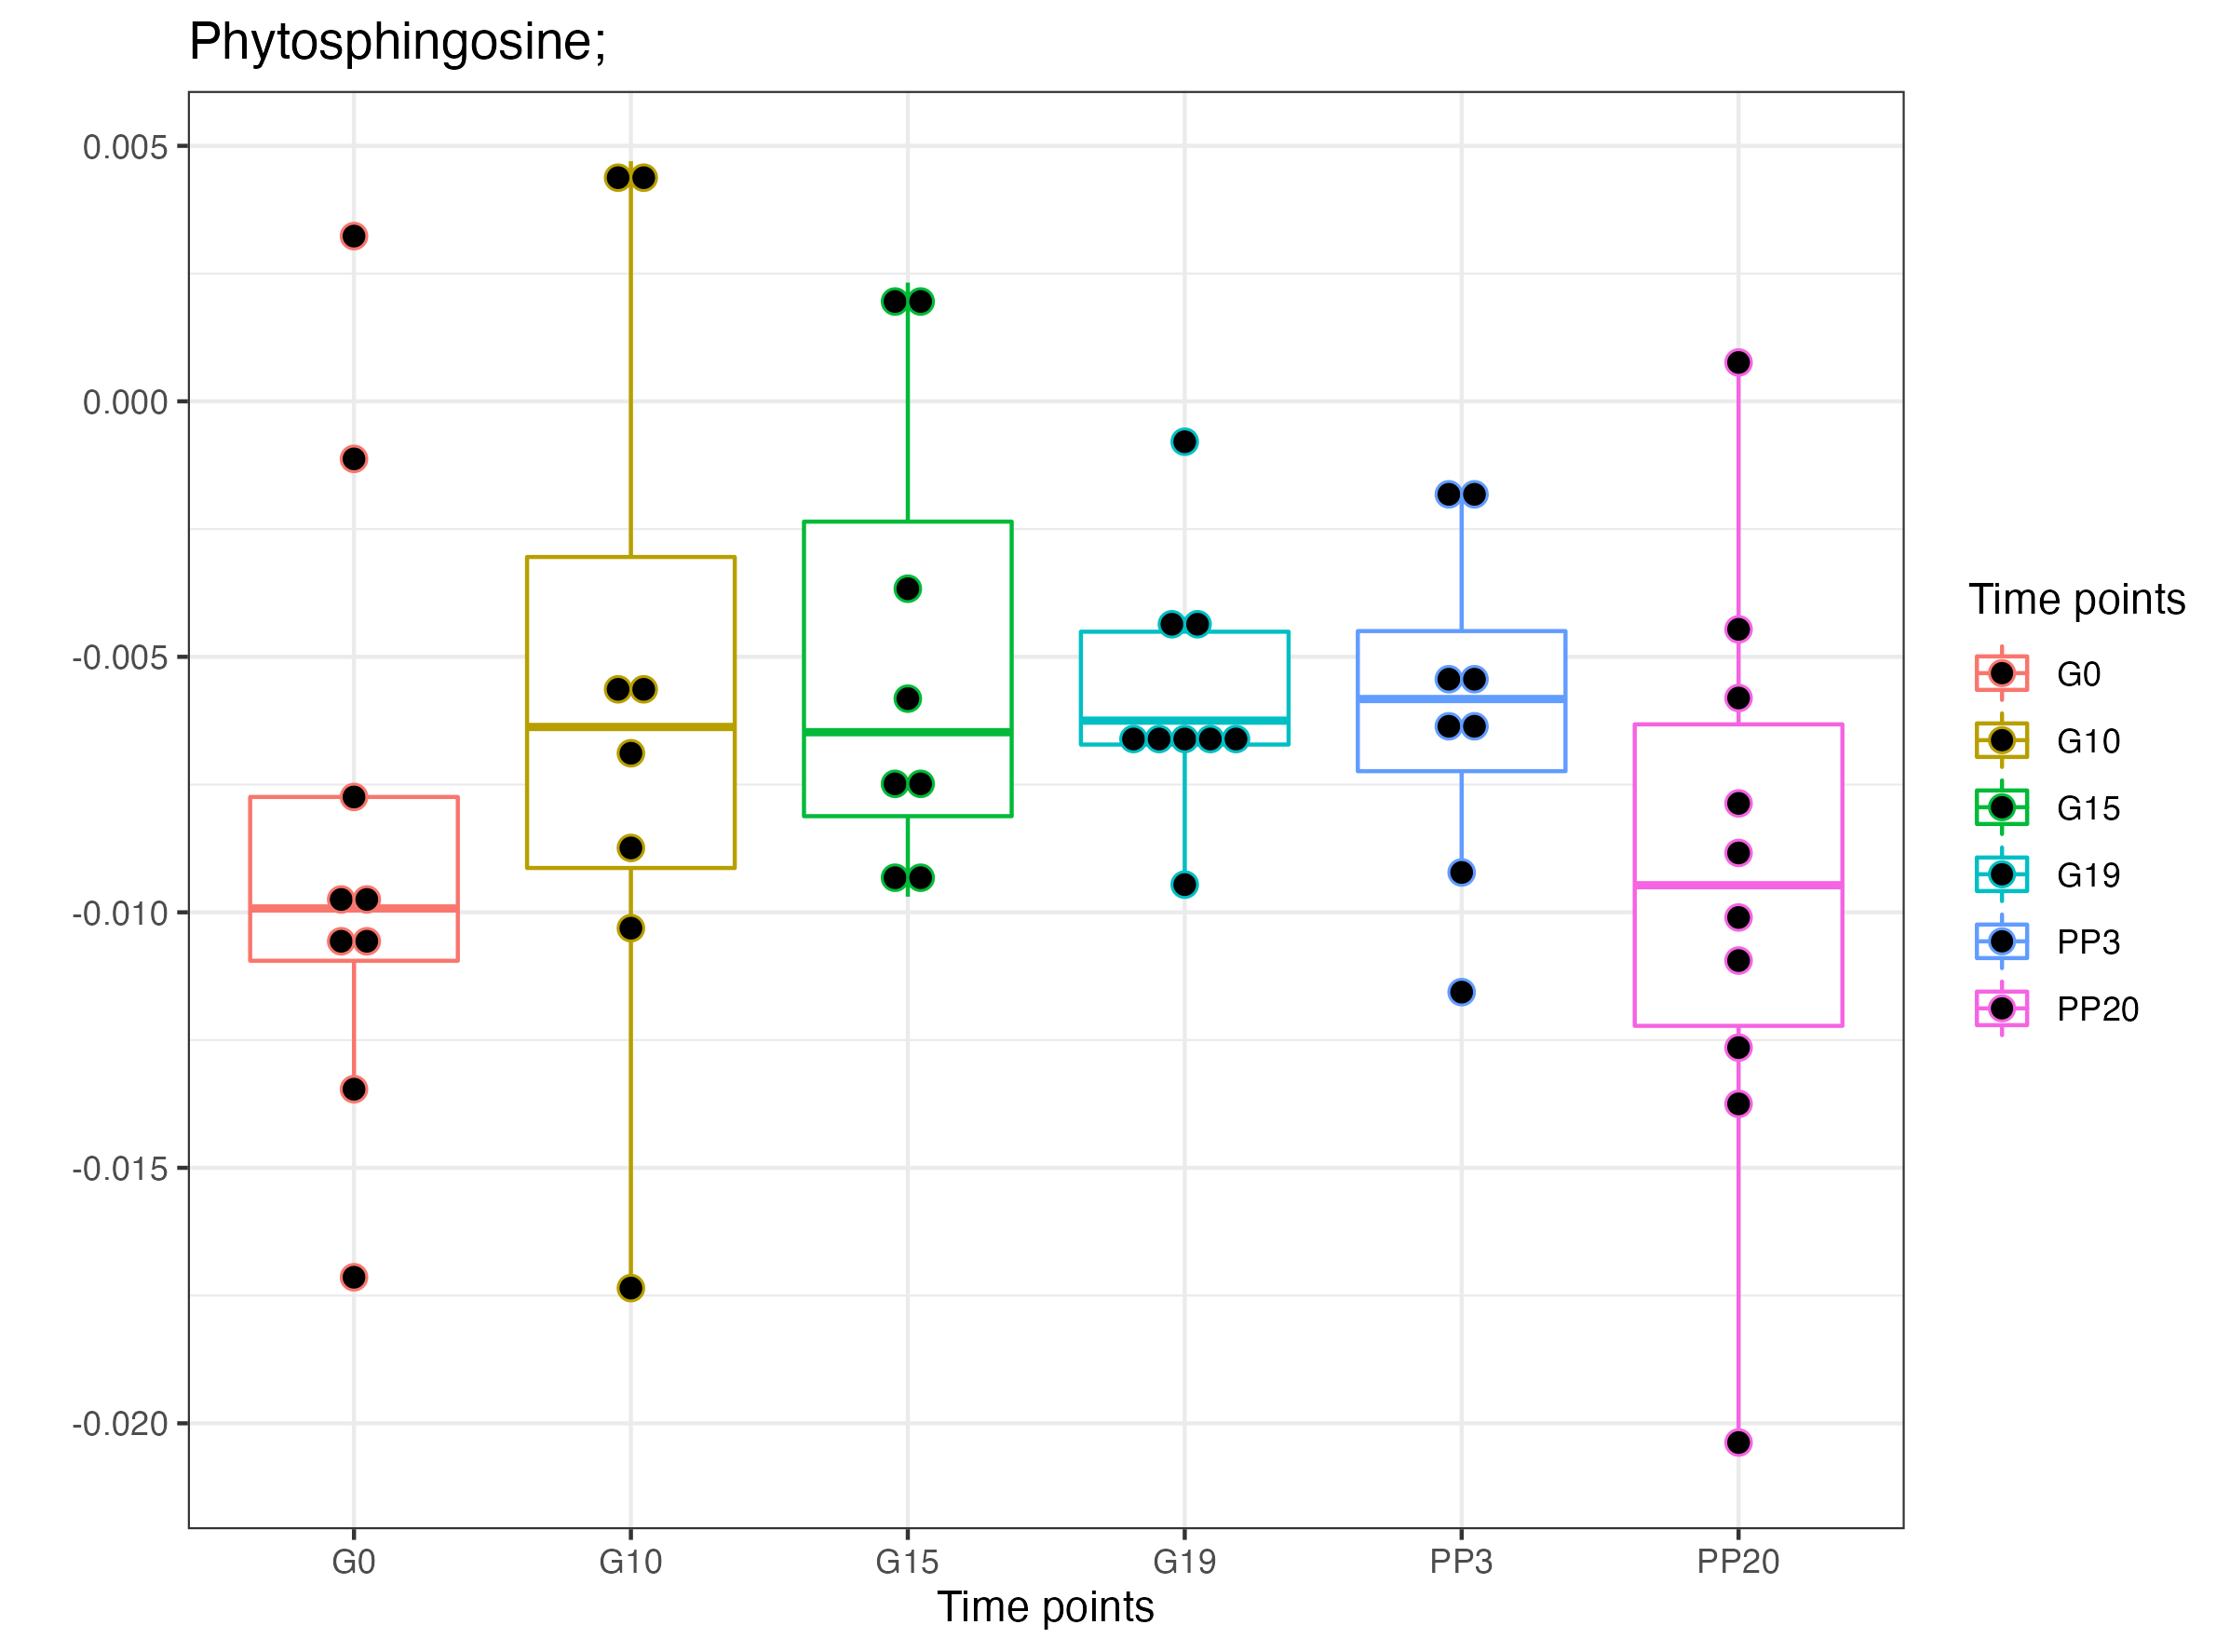 Phytosphingosine;
0.005
0.000
-0.005
-0.010
-0.015
-0.020
G0 G10 G15 G19 PP3 PP20
Time points
Time points
G0
G10
G15
G19
PP3
PP20